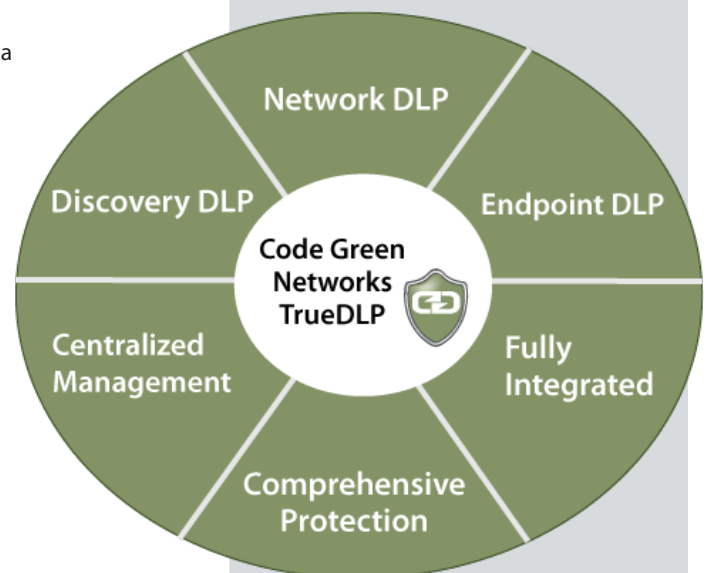 a
Network DLP
Discovery DLP
Endpoint DLP
Code Green
Networks
TrueDLP
Centralized
Management
Fully
Integrated
Comprehensive
Protection